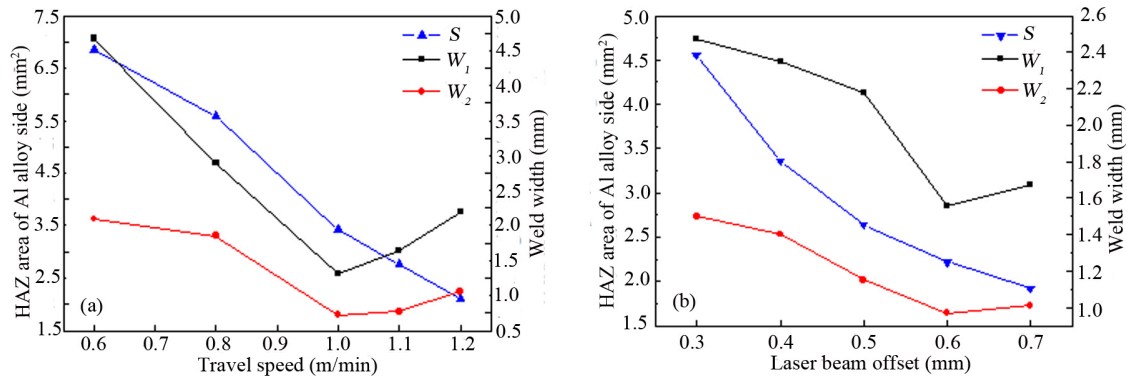 7.5
6.5
5.5
4.5
3.5
2.5
1.5
HAZ area of Al alloy side (mm²)
5.0
4.5
4.0
3.5
3.0
2.5
2.0
1.5
1.0
0.5
Weld width (mm)
S
W₁
W₂
(a)
0.6 0.7 0.8 0.9 1.0 1.1 1.2
Travel speed (m/min)
5.0
4.5
4.0
3.5
3.0
2.5
2.0
1.5
HAZ area of Al alloy side (mm²)
2.6
2.4
2.2
2.0
1.8
1.6
1.4
1.2
1.0
Weld width (mm)
S
W₁
W₂
(b)
0.3 0.4 0.5 0.6 0.7
Laser beam offset (mm)